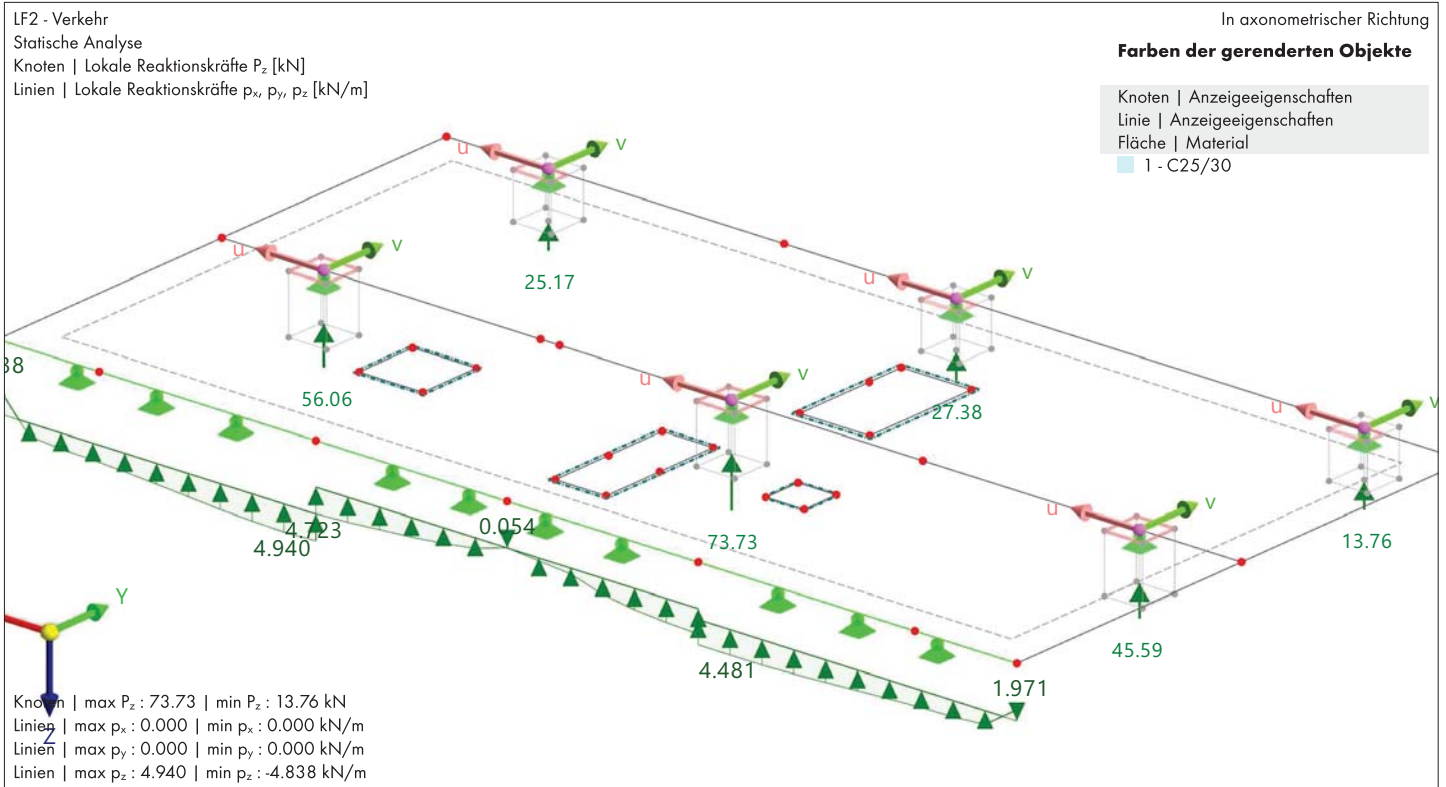 LF2 - Verkehr
Statische Analyse
Knoten | Lokale Reaktionskräfte Pz [kN]
Linien | Lokale Reaktionskräfte px, py, pz [kN/m]
In axonometrischer Richtung
Farben der gerenderten Objekte
Knoten | Anzeigeeigenschaften
Linie | Anzeigeeigenschaften
Fläche | Material
1 - C25/30
u v
25.17
u v
56.06
u v
27.38
u v
73.73
u v
13.76
u v
45.59
38
4.723
4.940
0.054
4.481
1.971
Y
Z
Knoten | max Pz : 73.73 | min Pz : 13.76 kN
Linien | max px : 0.000 | min px : 0.000 kN/m
Linien | max py : 0.000 | min py : 0.000 kN/m
Linien | max pz : 4.940 | min pz : -4.838 kN/m